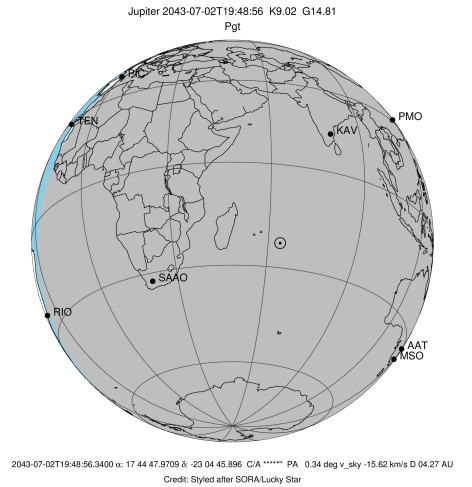 Jupiter 2043-07-02T19:48:56 K9.02 G14.81
Pgt
PIC
TEN
PMO
KAV
SAAO
RIO
AAT
MSO
2043-07-02T19:48:56.3400 α: 17 44 47.9709 δ: -23 04 45.896 C/A *****" PA 0.34 deg v_sky -15.62 km/s D 04.27 AU
Credit: Styled after SORA/Lucky Star